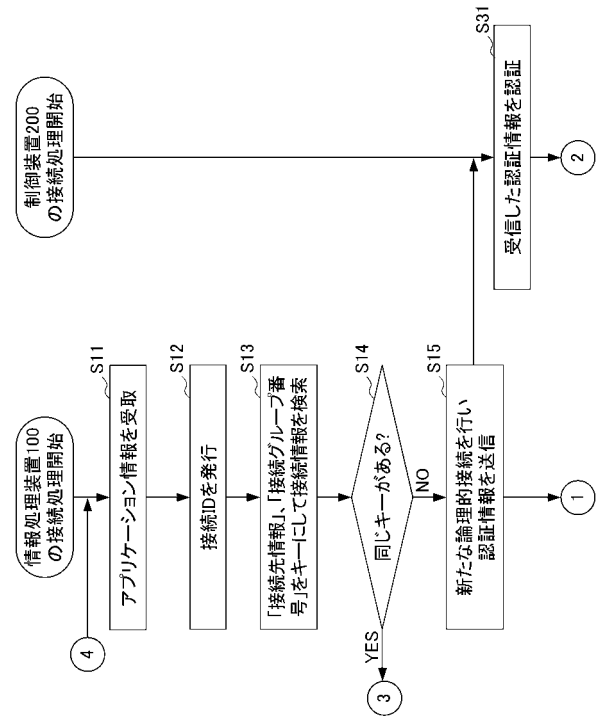 情報処理装置100
の接続処理開始
4
S11
アプリケーション情報を受取
S12
接続IDを発行
S13
「接続先情報」、「接続グループ番
号」をキーにして接続情報を検索
S14
同じキーがある?
YES
3
NO
S15
新たな論理的接続を行い
認証情報を送信
1
制御装置200
の接続処理開始
S31
受信した認証情報を認証
2